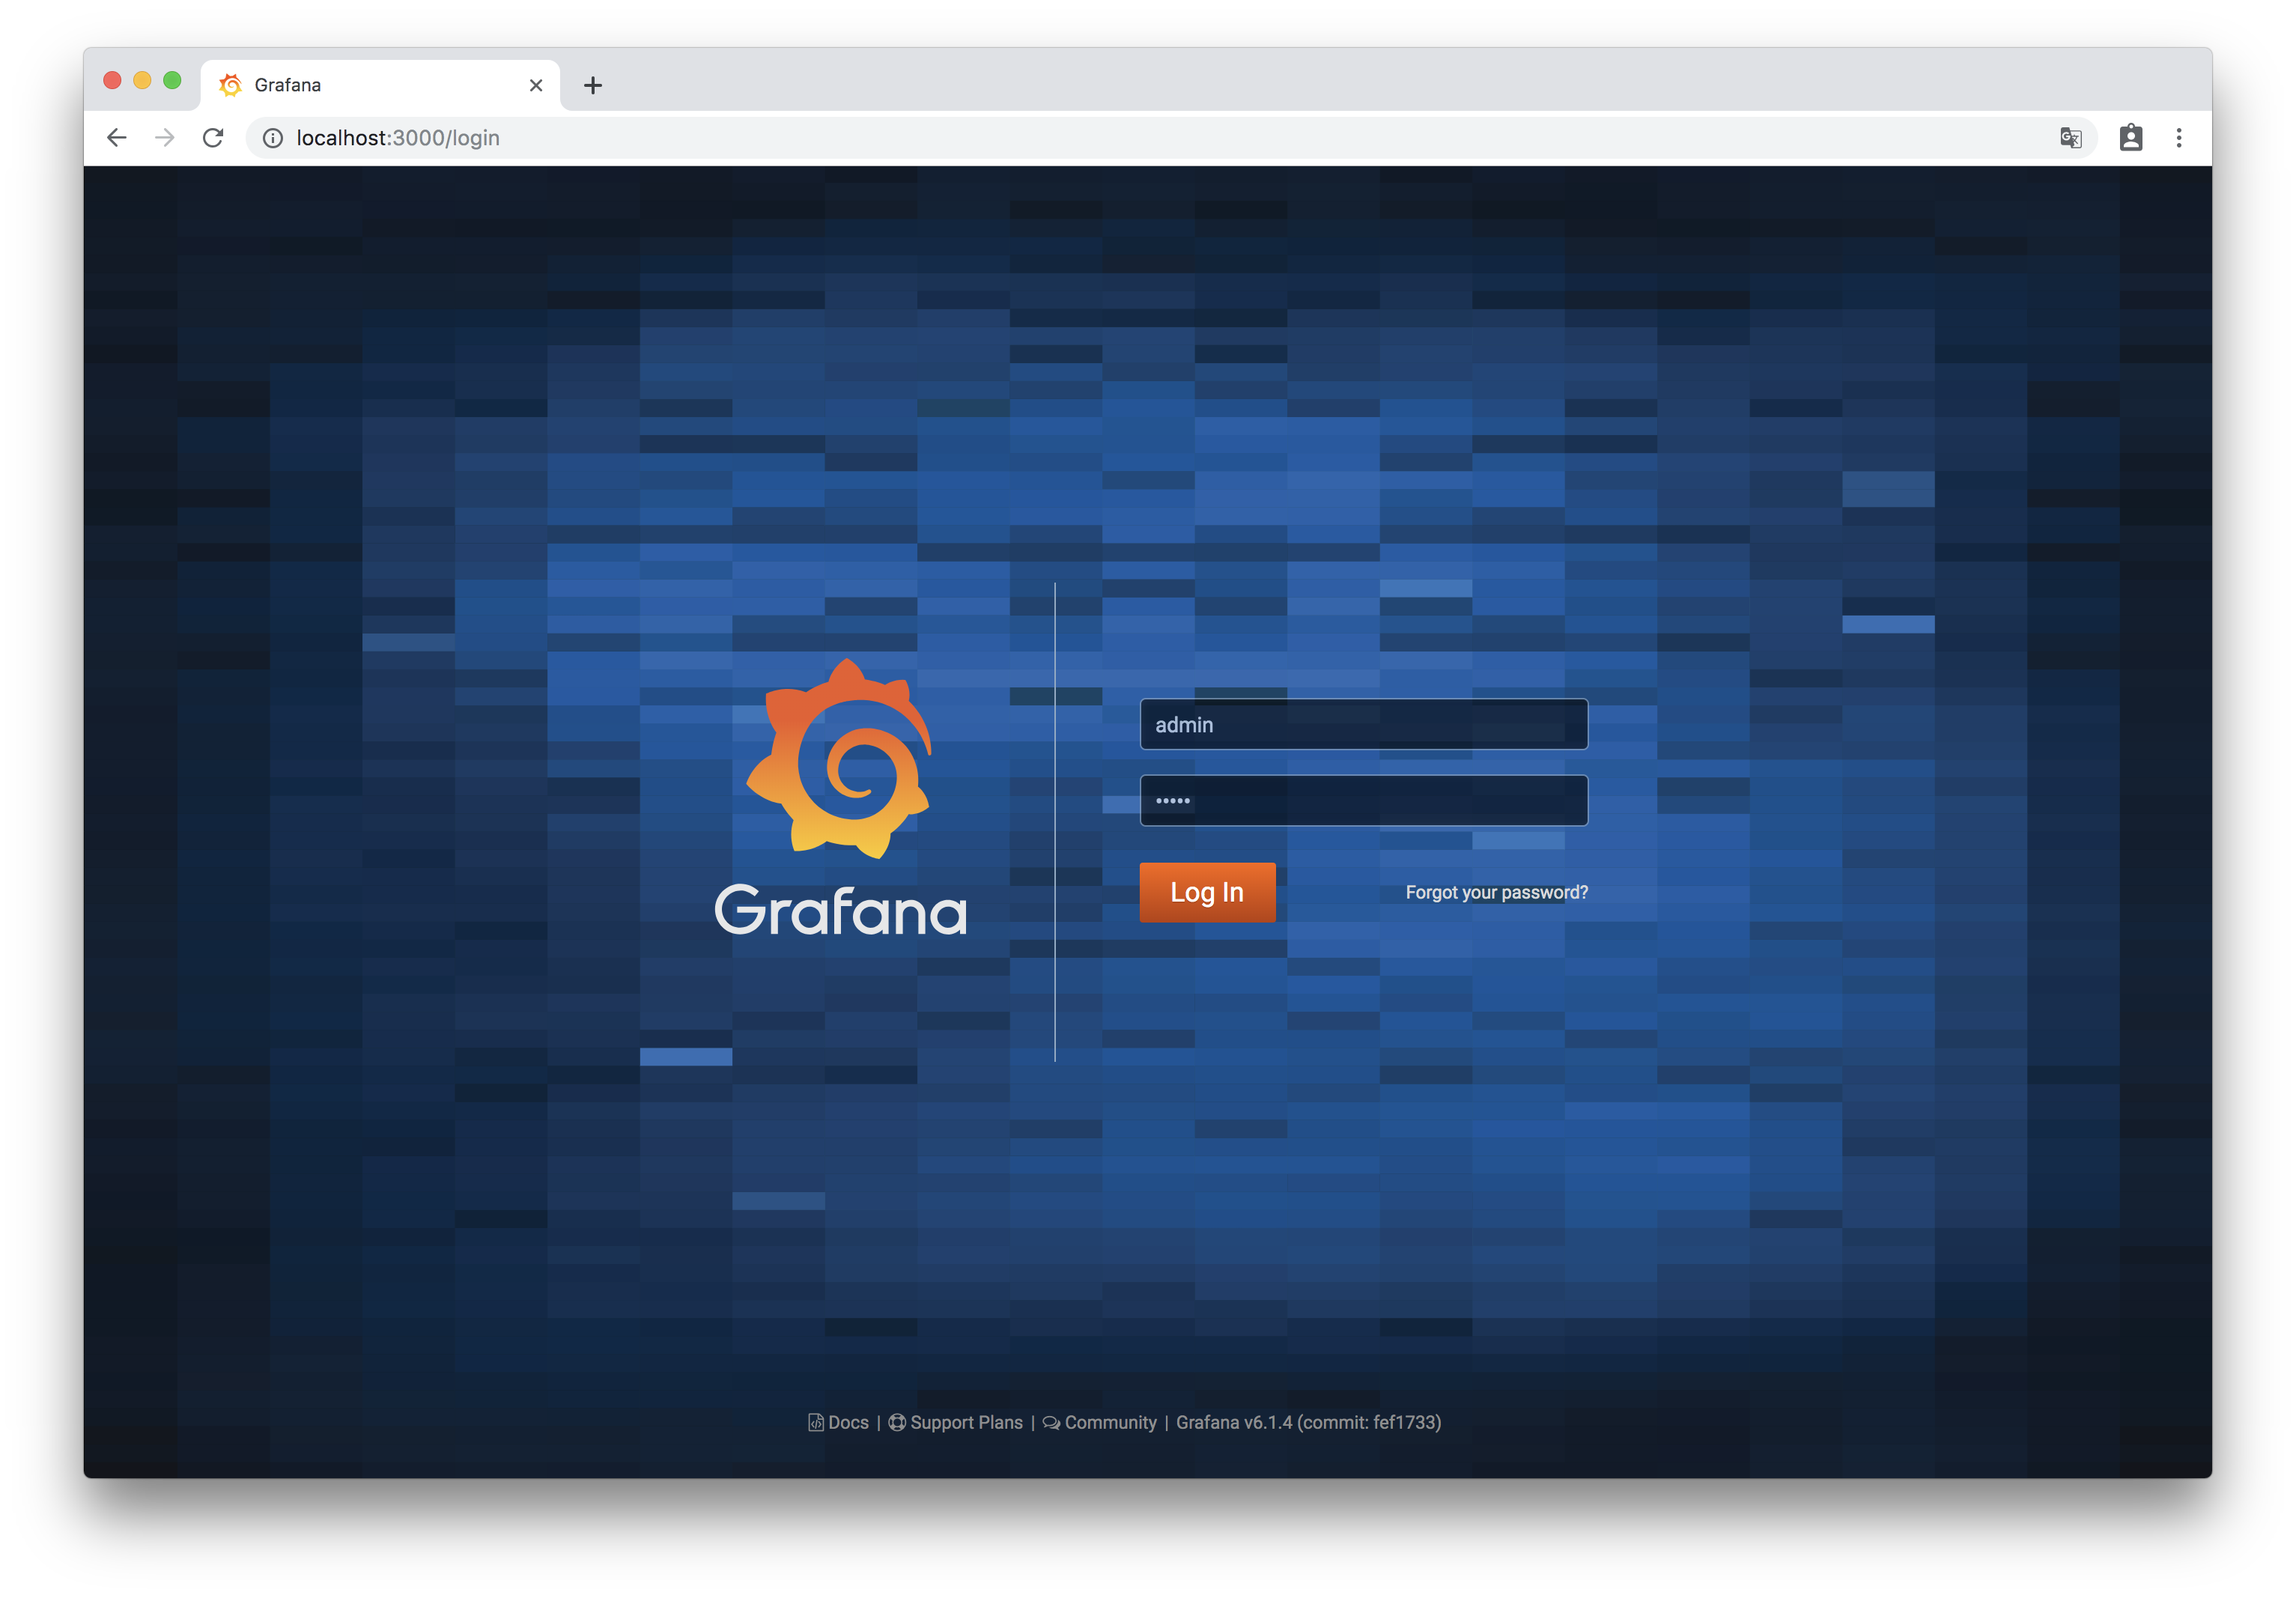 Grafana
localhost:3000/login
admin
•••••
Log In
Forgot your password?
Grafana
Docs | Support Plans | Community | Grafana v6.1.4 (commit: fef1733)